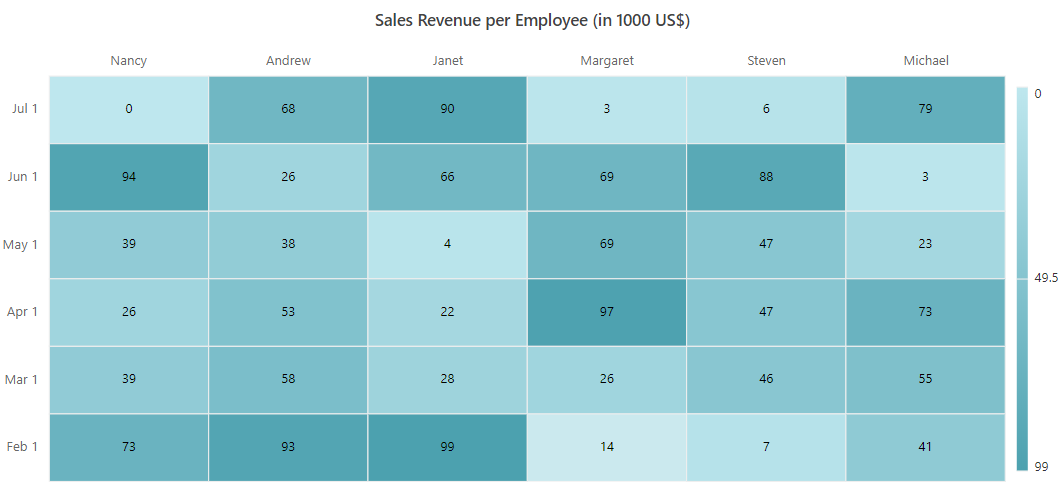 Sales Revenue per Employee (in 1000 US$)
Nancy Andrew Janet Margaret Steven Michael
Jul 1 0 68 90 3 6 79 0
Jun 1 94 26 66 69 88 3
May 1 39 38 4 69 47 23
49.5
Apr 1 26 53 22 97 47 73
Mar 1 39 58 28 26 46 55
Feb 1 73 93 99 14 7 41
99